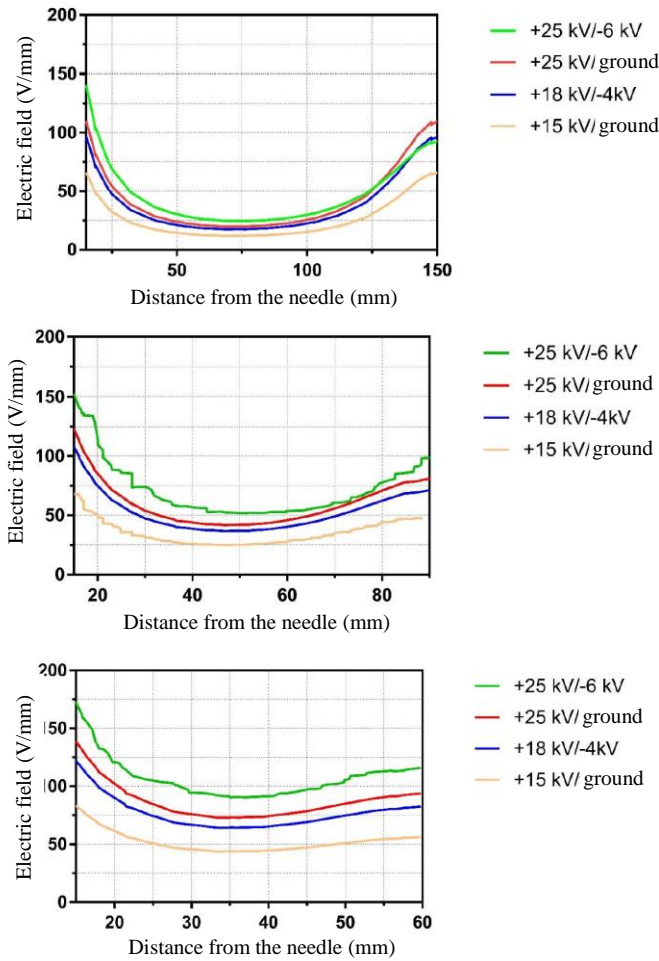 Electric field (V/mm)
200
150
100
50
0
50
100
150
Distance from the needle (mm)
+25 kV/-6 kV
+25 kV/ground
+18 kV/-4kV
+15 kV/ground
Electric field (V/mm)
200
150
100
50
0
20
40
60
80
Distance from the needle (mm)
+25 kV/-6 kV
+25 kV/ground
+18 kV/-4kV
+15 kV/ground
Electric field (V/mm)
200
150
100
50
0
20
30
40
50
60
Distance from the needle (mm)
+25 kV/-6 kV
+25 kV/ground
+18 kV/-4kV
+15 kV/ground